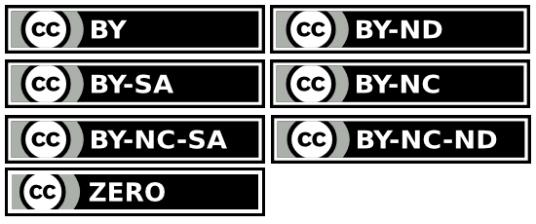 CC BY
CC BY-ND
CC BY-SA
CC BY-NC
CC BY-NC-SA
CC BY-NC-ND
CC ZERO